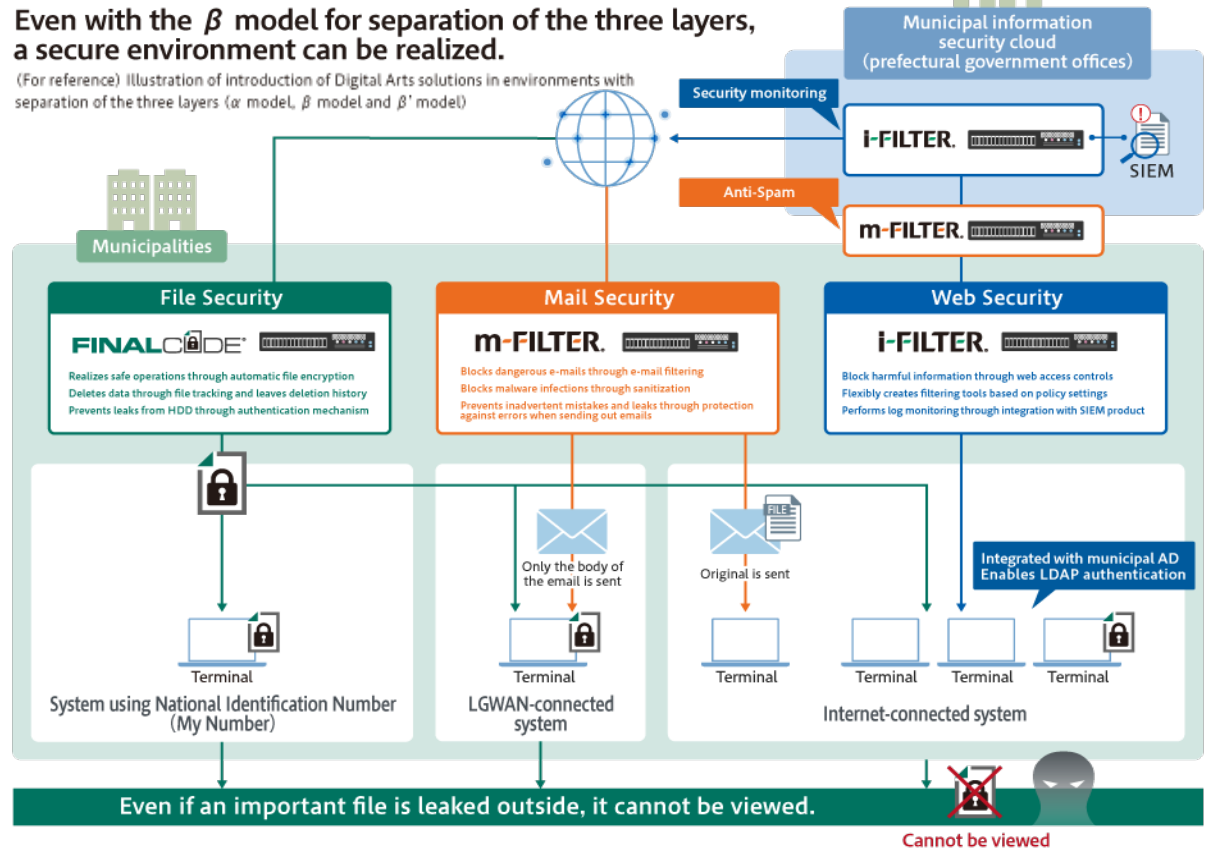 Even with the β model for separation of the three layers,
a secure environment can be realized.
(For reference) Illustration of introduction of Digital Arts solutions in environments with
separation of the three layers (α model, β model and β' model)
Municipal information
security cloud
(prefectural government offices)
Security monitoring
i-FILTER.
SIEM
Anti-Spam
m-FILTER.
Municipalities
File Security
FINALCODE®
Realizes safe operations through automatic file encryption
Deletes data through file tracking and leaves deletion history
Prevents leaks from HDD through authentication mechanism
Mail Security
m-FILTER.
Blocks dangerous e-mails through e-mail filtering
Blocks malware infections through sanitization
Prevents inadvertent mistakes and leaks through protection
against errors when sending out emails
Web Security
i-FILTER.
Block harmful information through web access controls
Flexibly creates filtering tools based on policy settings
Performs log monitoring through integration with SIEM product
FILE
Only the body
of the email is sent
Original is sent
Integrated with municipal AD
Enables LDAP authentication
Terminal
Terminal
Terminal
Terminal
Terminal
Terminal
System using National Identification Number
(My Number)
LGWAN-connected
system
Internet-connected system
Even if an important file is leaked outside, it cannot be viewed.
Cannot be viewed